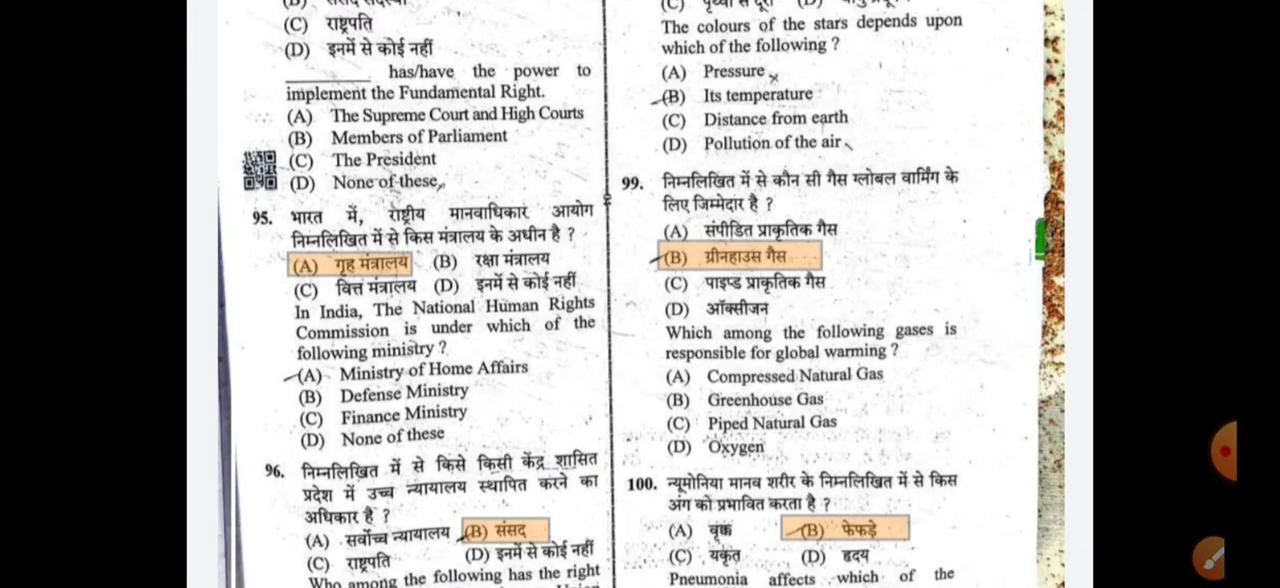 (C) राष्ट्रपति
(D) इनमें से कोई नहीं
________ has/have the power to
implement the Fundamental Right.
(A) The Supreme Court and High Courts
(B) Members of Parliament
(C) The President
(D) None of these
95. भारत में, राष्ट्रीय मानवाधिकार आयोग
निम्नलिखित में से किस मंत्रालय के अधीन है ?
(A) गृह मंत्रालय (B) रक्षा मंत्रालय
(C) वित्त मंत्रालय (D) इनमें से कोई नहीं
In India, The National Human Rights
Commission is under which of the
following ministry ?
(A) Ministry of Home Affairs
(B) Defense Ministry
(C) Finance Ministry
(D) None of these
96. निम्नलिखित में से किसे किसी केंद्र शासित
प्रदेश में उच्च न्यायालय स्थापित करने का
अधिकार है ?
(A) सर्वोच्च न्यायालय (B) संसद
(C) राष्ट्रपति (D) इनमें से कोई नहीं
Who among the following has the right
The colours of the stars depends upon
which of the following ?
(A) Pressure
(B) Its temperature
(C) Distance from earth
(D) Pollution of the air
99. निम्नलिखित में से कौन सी गैस ग्लोबल वार्मिंग के
लिए जिम्मेदार है ?
(A) संपीडित प्राकृतिक गैस
(B) ग्रीनहाउस गैस
(C) पाइप्ड प्राकृतिक गैस
(D) ऑक्सीजन
Which among the following gases is
responsible for global warming ?
(A) Compressed Natural Gas
(B) Greenhouse Gas
(C) Piped Natural Gas
(D) Oxygen
100. न्यूमोनिया मानव शरीर के निम्नलिखित में से किस
अंग को प्रभावित करता है ?
(A) वृक्क (B) फेफड़े
(C) यकृत (D) हृदय
Pneumonia affects which of the